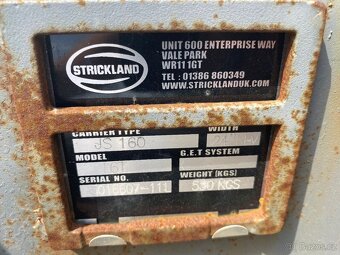 STRICKLAND
UNIT 600 ENTERPRISE WAY
VALE PARK
WR11 1GT
TEL : 01386 860349
WWW.STRICKLANDUK.COM
CARRIER TYPE WIDTH
JS 160
MODEL G.E.T SYSTEM
SERIAL NO. WEIGHT (KGS)
530 KGS